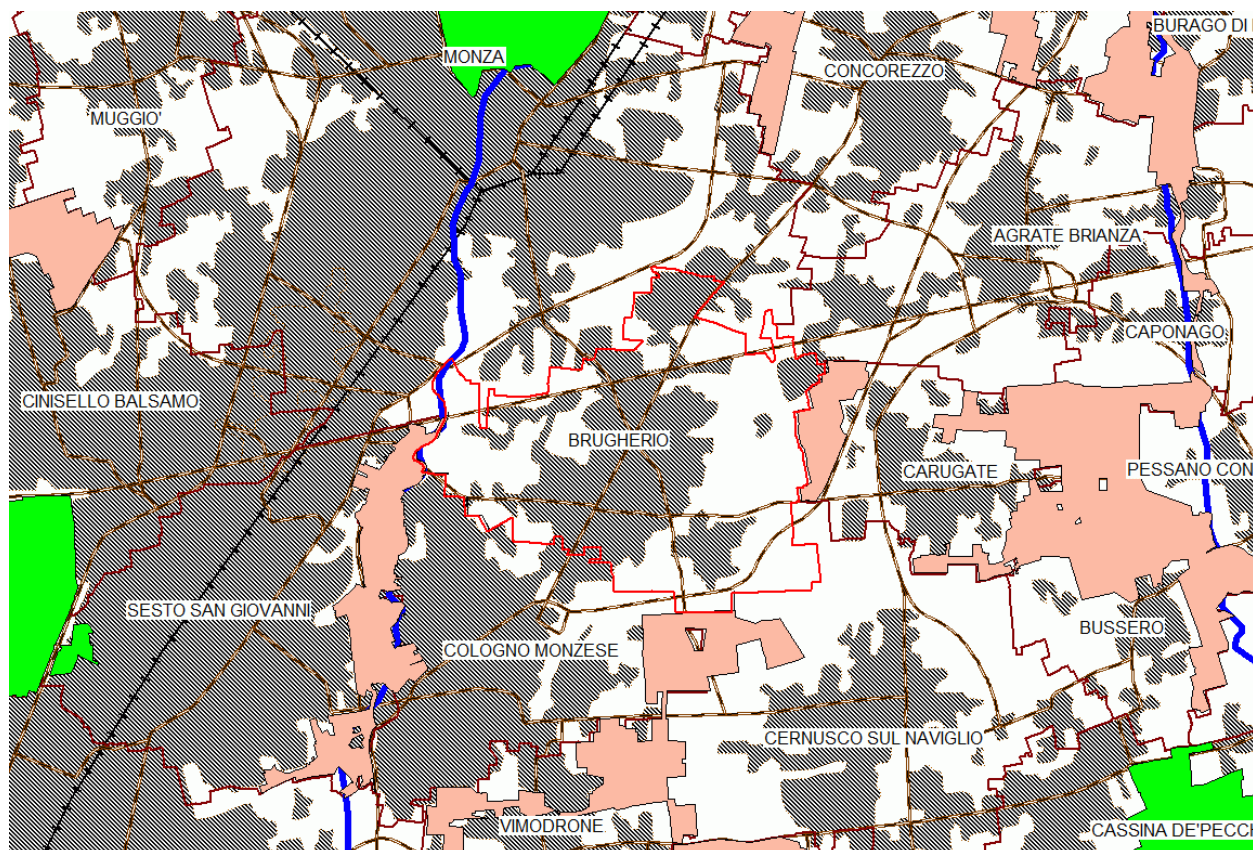 BURAGO DI
MONZA
CONCOREZZO
MUGGIO'
AGRATE BRIANZA
CAPONAGO
CINISELLO BALSAMO
BRUGHERIO
CARUGATE
PESSANO CON
SESTO SAN GIOVANNI
BUSSERO
COLOGNO MONZESE
CERNUSCO SUL NAVIGLIO
VIMODRONE
CASSINA DE'PECCH